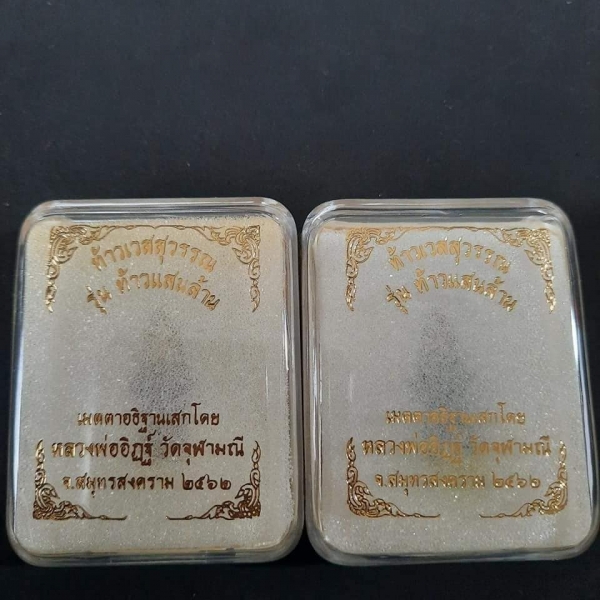 ท้าวเวสสุวรรณ
รุ่น ท้าวแสนล้าน
เมตตาอธิฐานเสกโดย
หลวงพ่ออิฏฐ์ วัดจุฬามณี
จ.สมุทรสงคราม ๒๕๖๒
ท้าวเวสสุวรรณ
รุ่น ท้าวแสนล้าน
เมตตาอธิฐานเสกโดย
หลวงพ่ออิฏฐ์ วัดจุฬามณี
จ.สมุทรสงคราม ๒๕๖๒